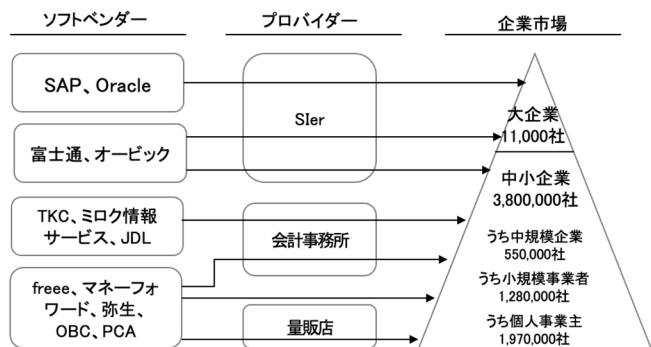 ソフトベンダー
プロバイダー
企業市場
SAP、Oracle
SIer
大企業
11,000社
富士通、オービック
中小企業
3,800,000社
TKC、ミロク情報
サービス、JDL
会計事務所
うち中規模企業
550,000社
うち小規模事業者
1,280,000社
freee、マネーフォ
ワード、弥生、
OBC、PCA
量販店
うち個人事業主
1,970,000社